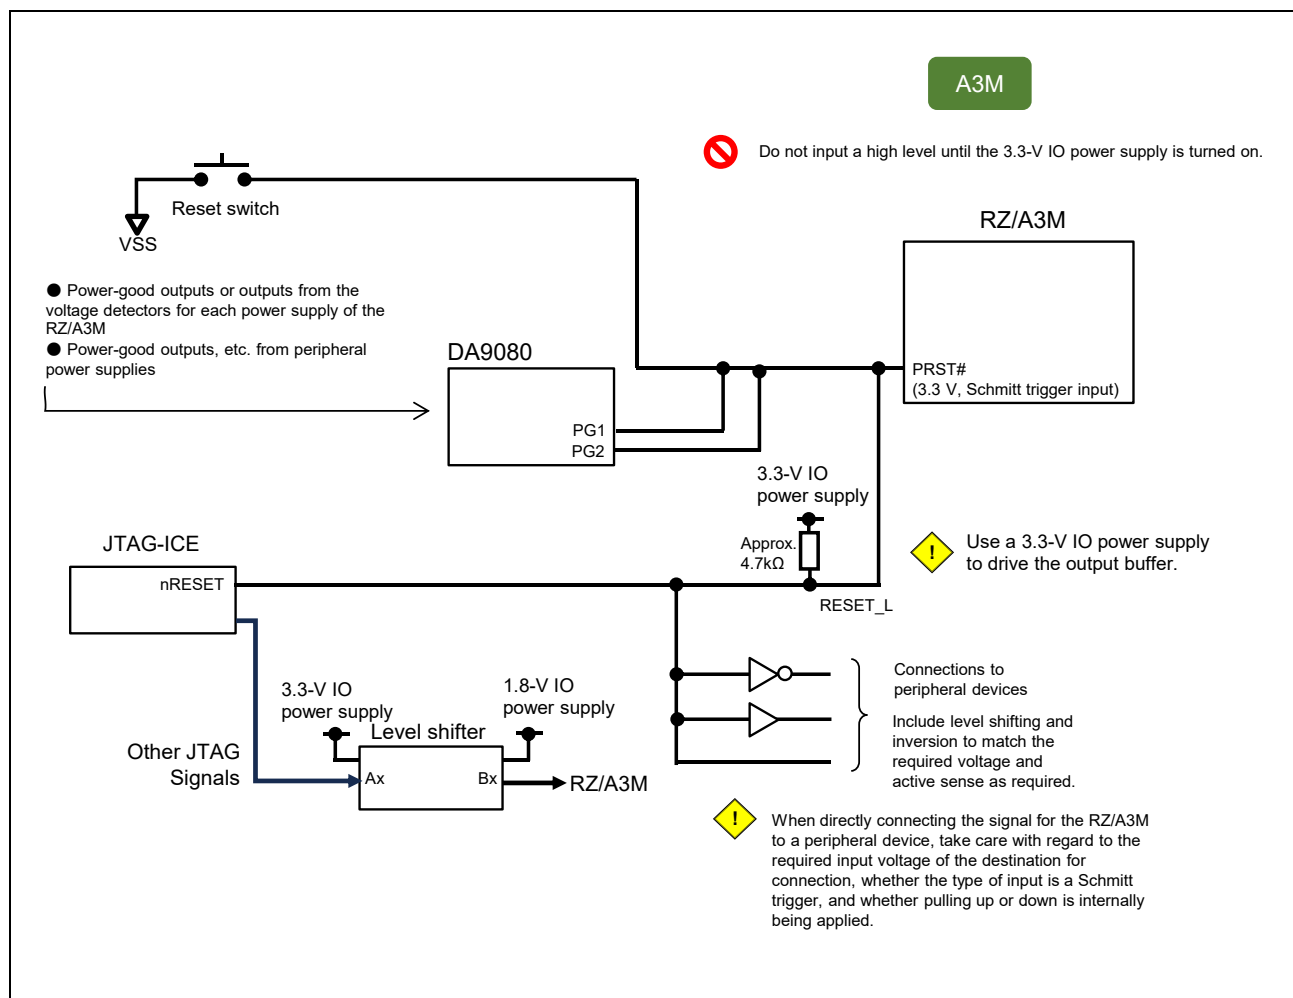 A3M
Do not input a high level until the 3.3-V IO power supply is turned on.
Reset switch
VSS
RZ/A3M
● Power-good outputs or outputs from the
voltage detectors for each power supply of the
RZ/A3M
● Power-good outputs, etc. from peripheral
power supplies
DA9080
PRST#
(3.3 V, Schmitt trigger input)
PG1
PG2
3.3-V IO
power supply
JTAG-ICE
Approx.
4.7kΩ
! Use a 3.3-V IO power supply
to drive the output buffer.
nRESET
RESET_L
3.3-V IO
power supply
1.8-V IO
power supply
Level shifter
Other JTAG
Signals
Ax
Bx
RZ/A3M
Connections to
peripheral devices
Include level shifting and
inversion to match the
required voltage and
active sense as required.
! When directly connecting the signal for the RZ/A3M
to a peripheral device, take care with regard to the
required input voltage of the destination for
connection, whether the type of input is a Schmitt
trigger, and whether pulling up or down is internally
being applied.